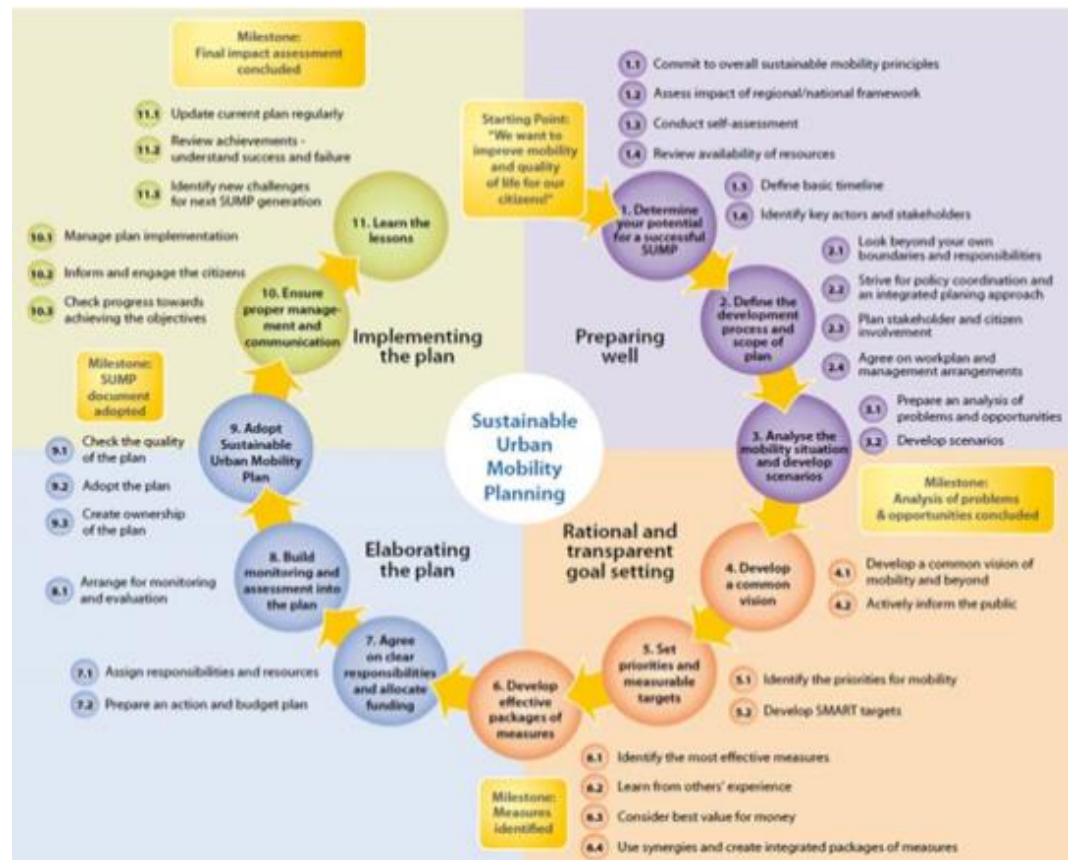 Milestone:
Final impact assessment
concluded
11.1 Update current plan regularly
11.2 Review achievements -
understand success and failure
11.3 Identify new challenges
for next SUMP generation
11. Learn the
lessons
10.1 Manage plan implementation
10.2 Inform and engage the citizens
10.3 Check progress towards
achieving the objectives
10. Ensure
proper manage-
ment and
communication
Implementing
the plan
Starting Point:
"We want to
improve mobility
and quality
of life for our
citizens!"
1.1 Commit to overall sustainable mobility principles
1.2 Assess impact of regional/national framework
1.3 Conduct self-assessment
1.4 Review availability of resources
1.5 Define basic timeline
1.6 Identify key actors and stakeholders
1. Determine
your potential
for a successful
SUMP
2.1 Look beyond your own
boundaries and responsibilities
2.2 Strive for policy coordination and
an integrated planing approach
2.3 Plan stakeholder and citizen
involvement
2.4 Agree on workplan and
management arrangements
2. Define the
development
process and
scope of
plan
Preparing
well
3.1 Prepare an analysis of
problems and opportunities
3.2 Develop scenarios
3. Analyse the
mobility situation
and develop
scenarios
Milestone:
Analysis of problems
& opportunities concluded
Sustainable
Urban
Mobility
Planning
Rational and
transparent
goal setting
4. Develop
a common
vision
4.1 Develop a common vision of
mobility and beyond
4.2 Actively inform the public
5. Set
priorities and
measurable
targets
5.1 Identify the priorities for mobility
5.2 Develop SMART targets
6. Develop
effective
packages of
measures
6.1 Identify the most effective measures
6.2 Learn from others' experience
6.3 Consider best value for money
6.4 Use synergies and create integrated packages of measures
Milestone:
Measures
identified
Elaborating
the plan
7. Agree
on clear
responsibilities
and allocate
funding
7.1 Assign responsibilities and resources
7.2 Prepare an action and budget plan
8. Build
monitoring and
assessment into
the plan
8.1 Arrange for monitoring
and evaluation
9. Adopt
Sustainable
Urban Mobility
Plan
9.1 Check the quality
of the plan
9.2 Adopt the plan
9.3 Create ownership
of the plan
Milestone:
SUMP
document
adopted